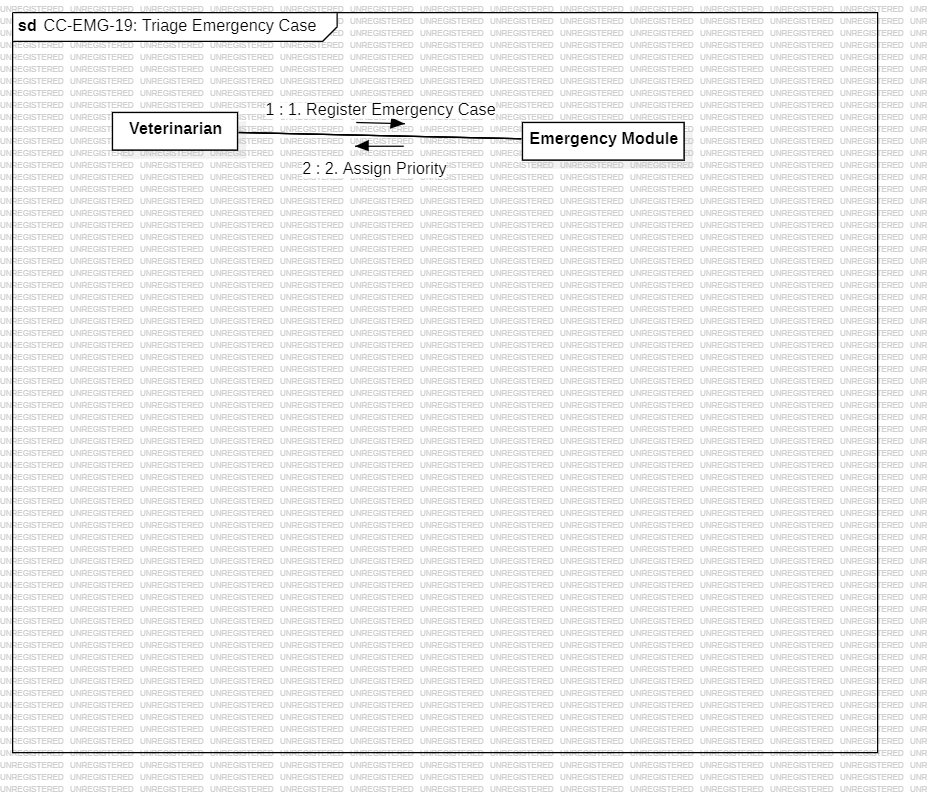 sd CC-EMG-19: Triage Emergency Case
1 : 1. Register Emergency Case
Veterinarian
Emergency Module
2 : 2. Assign Priority
UNREGISTERED